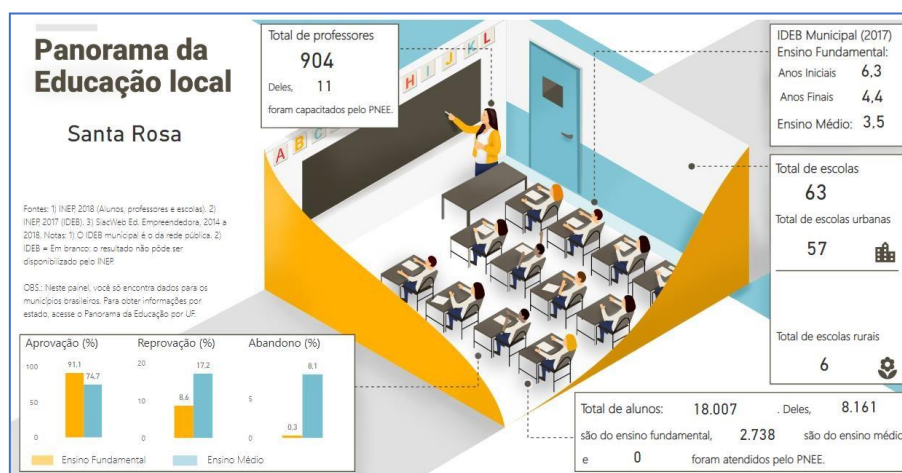 Panorama da
Educação local
Santa Rosa
Fontes: 1) INEP, 2018 (Alunos, professores e escolas). 2)
INEP, 2017 (IDEB). 3) SiacWeb Ed. Empreendedora, 2014 a
2018. Notas: 1) O IDEB municipal é o da rede pública. 2)
IDEB = Em branco: o resultado não pôde ser
disponibilizado pelo INEP.
OBS.: Neste painel, você só encontra dados para os
municípios brasileiros. Para obter informações por
estado, acesse o Panorama da Educação por UF.
Total de professores
904
Deles, 11
foram capacitados pelo PNEE.
A B C H I J K L
IDEB Municipal (2017)
Ensino Fundamental:
Anos Iniciais 6,3
Anos Finais 4,4
Ensino Médio: 3,5
Total de escolas
63
Total de escolas urbanas
57
Total de escolas rurais
6
Aprovação (%)
100
50
0
91,1
74,7
Reprovação (%)
20
10
0
8,6
17,2
Abandono (%)
5
0
0,3
8,1
Ensino Fundamental
Ensino Médio
Total de alunos: 18.007 . Deles, 8.161
são do ensino fundamental, 2.738 são do ensino médio
e 0 foram atendidos pelo PNEE.